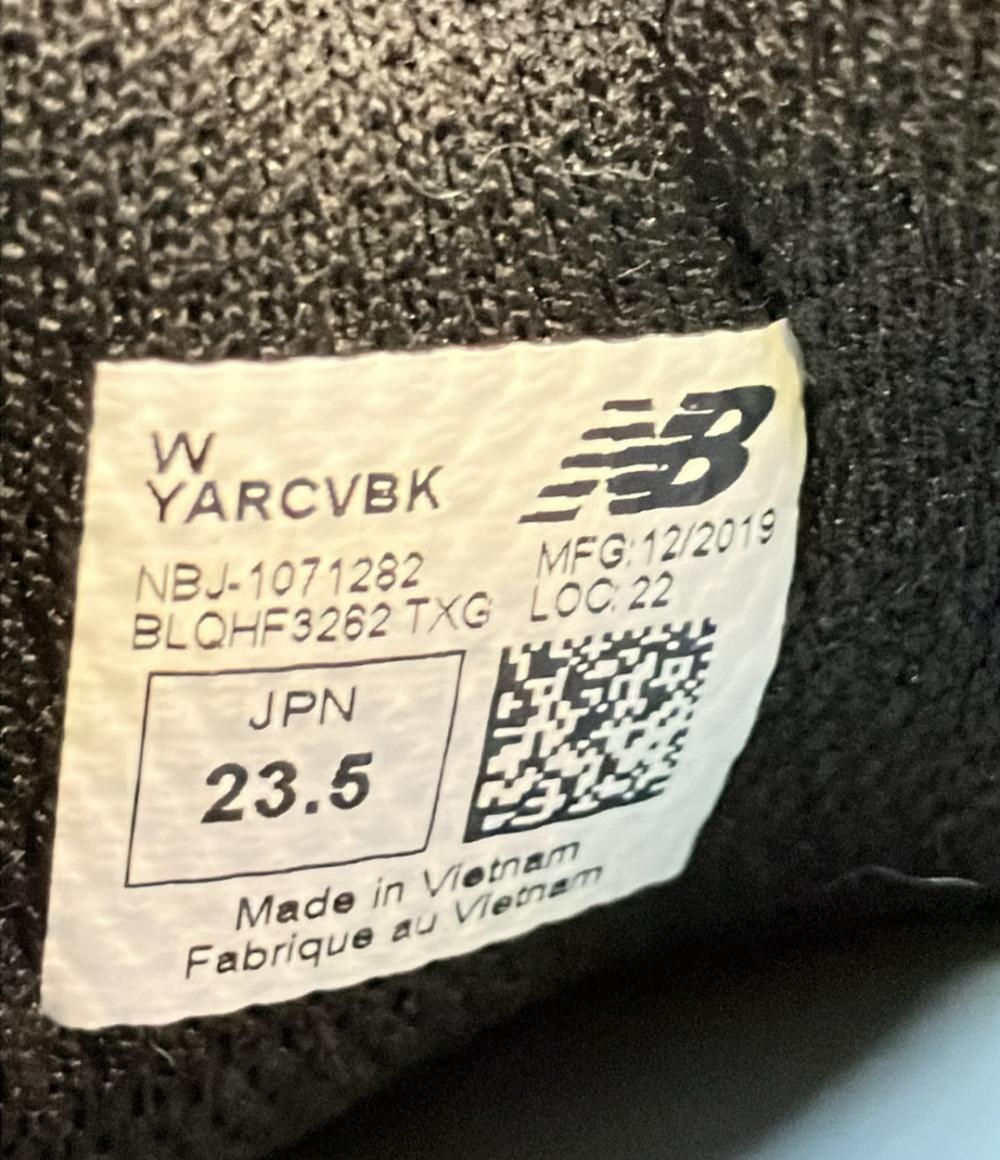 W
YARCVBK
NB
NBJ-1071282
MFG: 12/2019
BLQHF3262 TXG
LOC: 22
JPN
23.5
Made in Vietnam
Fabrique au Vietnam